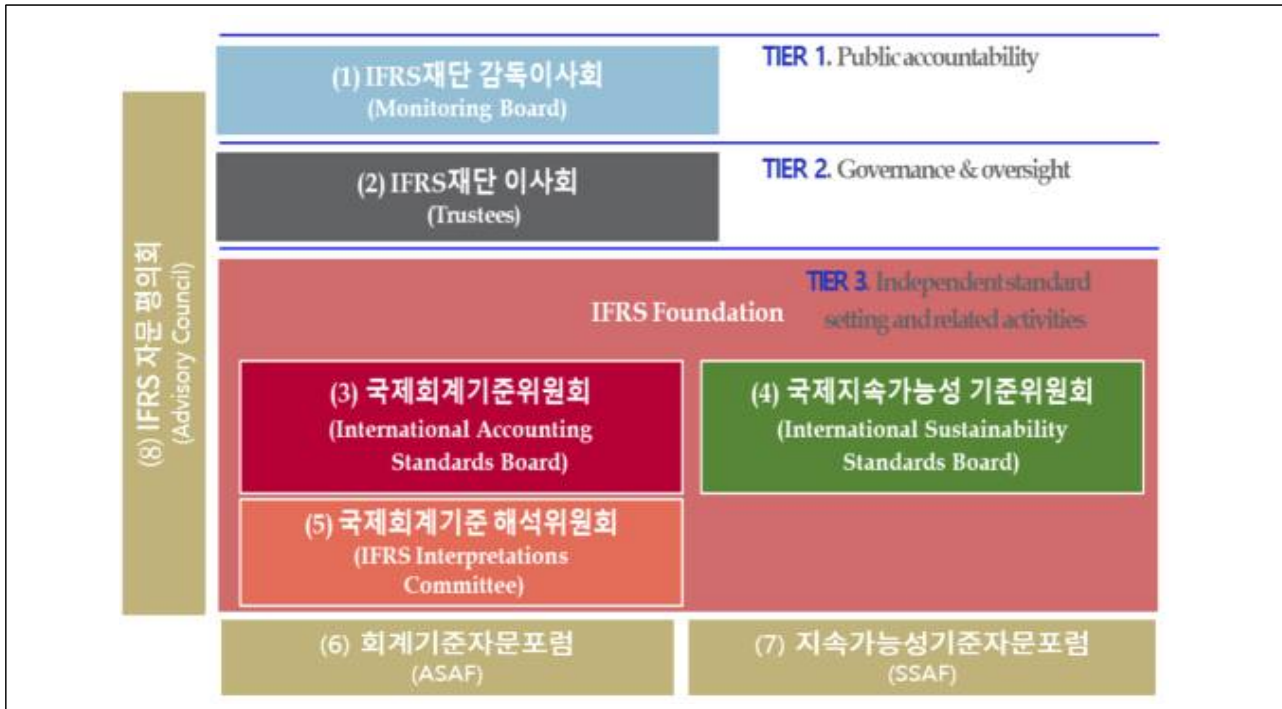 (1) IFRS재단 감독이사회
(Monitoring Board)
TIER 1. Public accountability
(2) IFRS재단 이사회
(Trustees)
TIER 2. Governance & oversight
(8) IFRS 자문 평의회
(Advisory Council)
IFRS Foundation
TIER 3. Independent standard
setting and related activities
(3) 국제회계기준위원회
(International Accounting
Standards Board)
(4) 국제지속가능성 기준위원회
(International Sustainability
Standards Board)
(5) 국제회계기준 해석위원회
(IFRS Interpretations
Committee)
(6) 회계기준자문포럼
(ASAF)
(7) 지속가능성기준자문포럼
(SSAF)